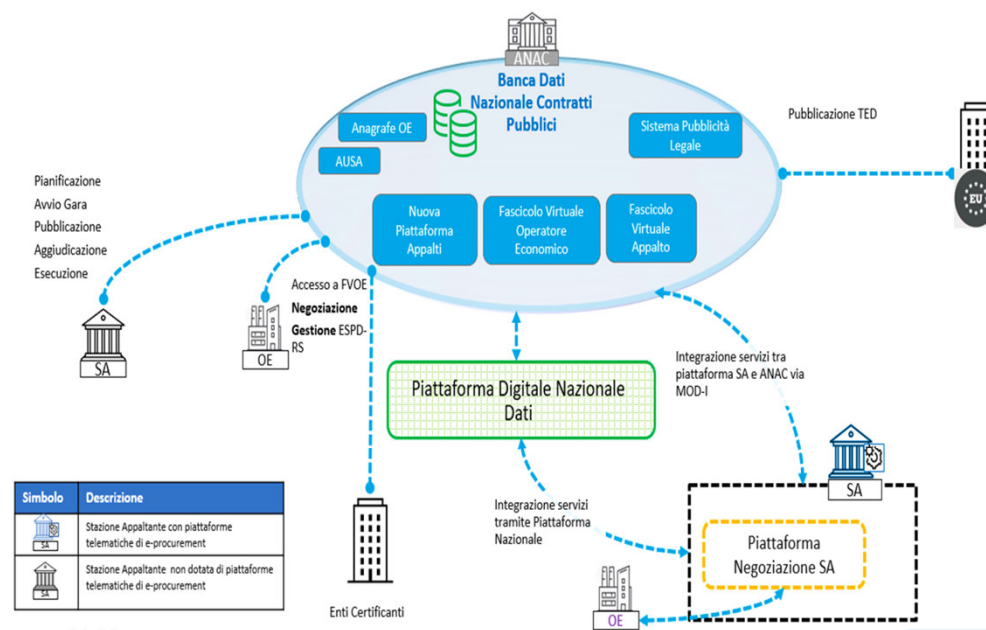 ANAC
Banca Dati
Nazionale Contratti
Pubblici
Anagrafe OE
AUSA
Sistema Pubblicità
Legale
Pubblicazione TED
EU
Nuova
Piattaforma
Appalti
Fascicolo Virtuale
Operatore
Economico
Fascicolo
Virtuale
Appalto
Pianificazione
Avvio Gara
Pubblicazione
Aggiudicazione
Esecuzione
SA
OE
Accesso a FVOE
Negoziazione
Gestione ESPD-
RS
Piattaforma Digitale Nazionale
Dati
Integrazione servizi tra
piattaforma SA e ANAC via
MOD-I
Integrazione servizi
tramite Piattaforma
Nazionale
SA
Piattaforma
Negoziazione SA
OE
Enti Certificanti
Simbolo Descrizione
SA
Stazione Appaltante con piattaforme
telematiche di e-procurement
SA
Stazione Appaltante non dotata di piattaforme
telematiche di e-procurement